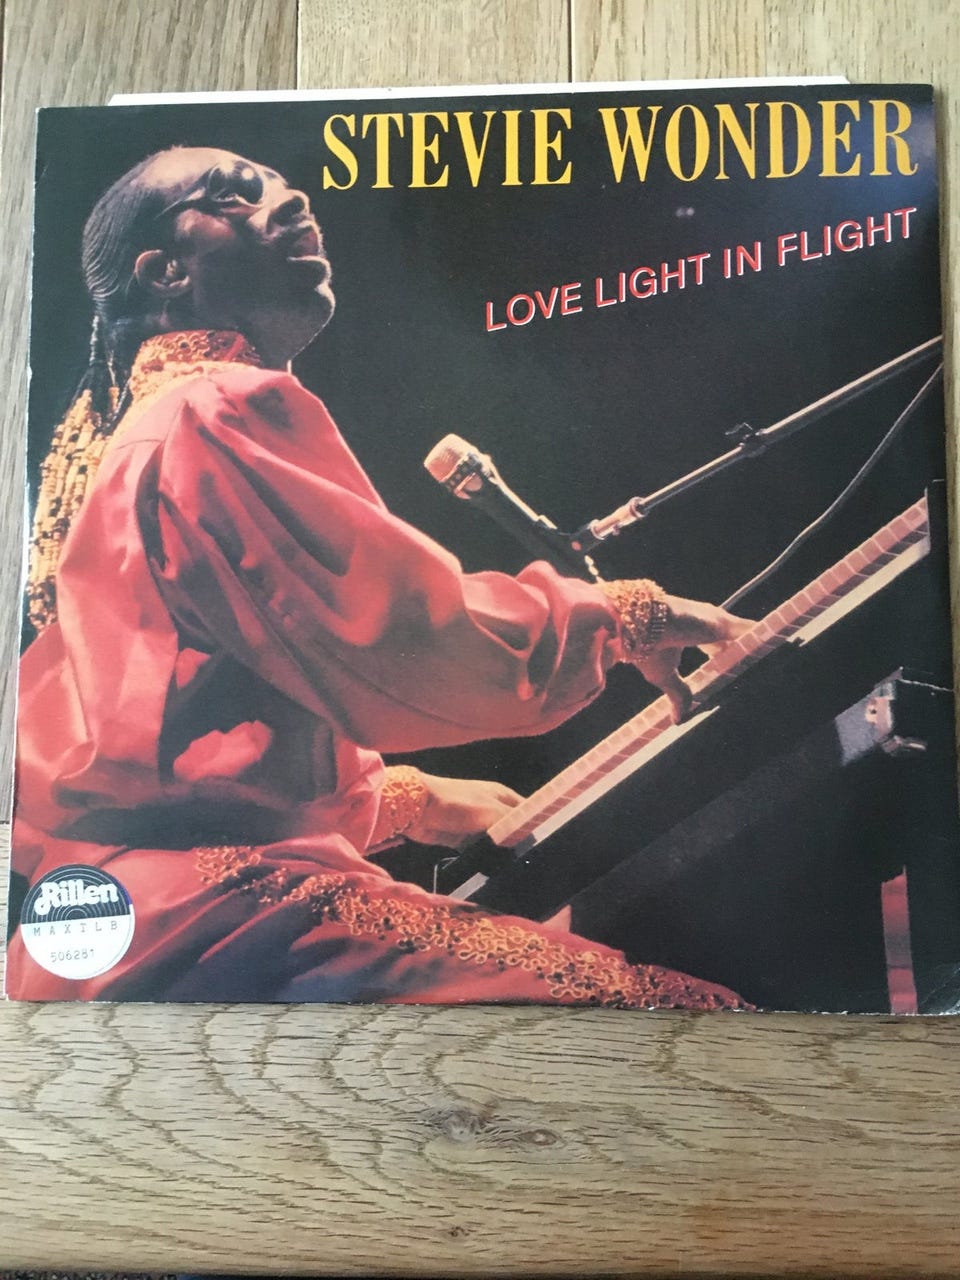 STEVIE WONDER
LOVE LIGHT IN FLIGHT
Rillen
MAXTLB
506281